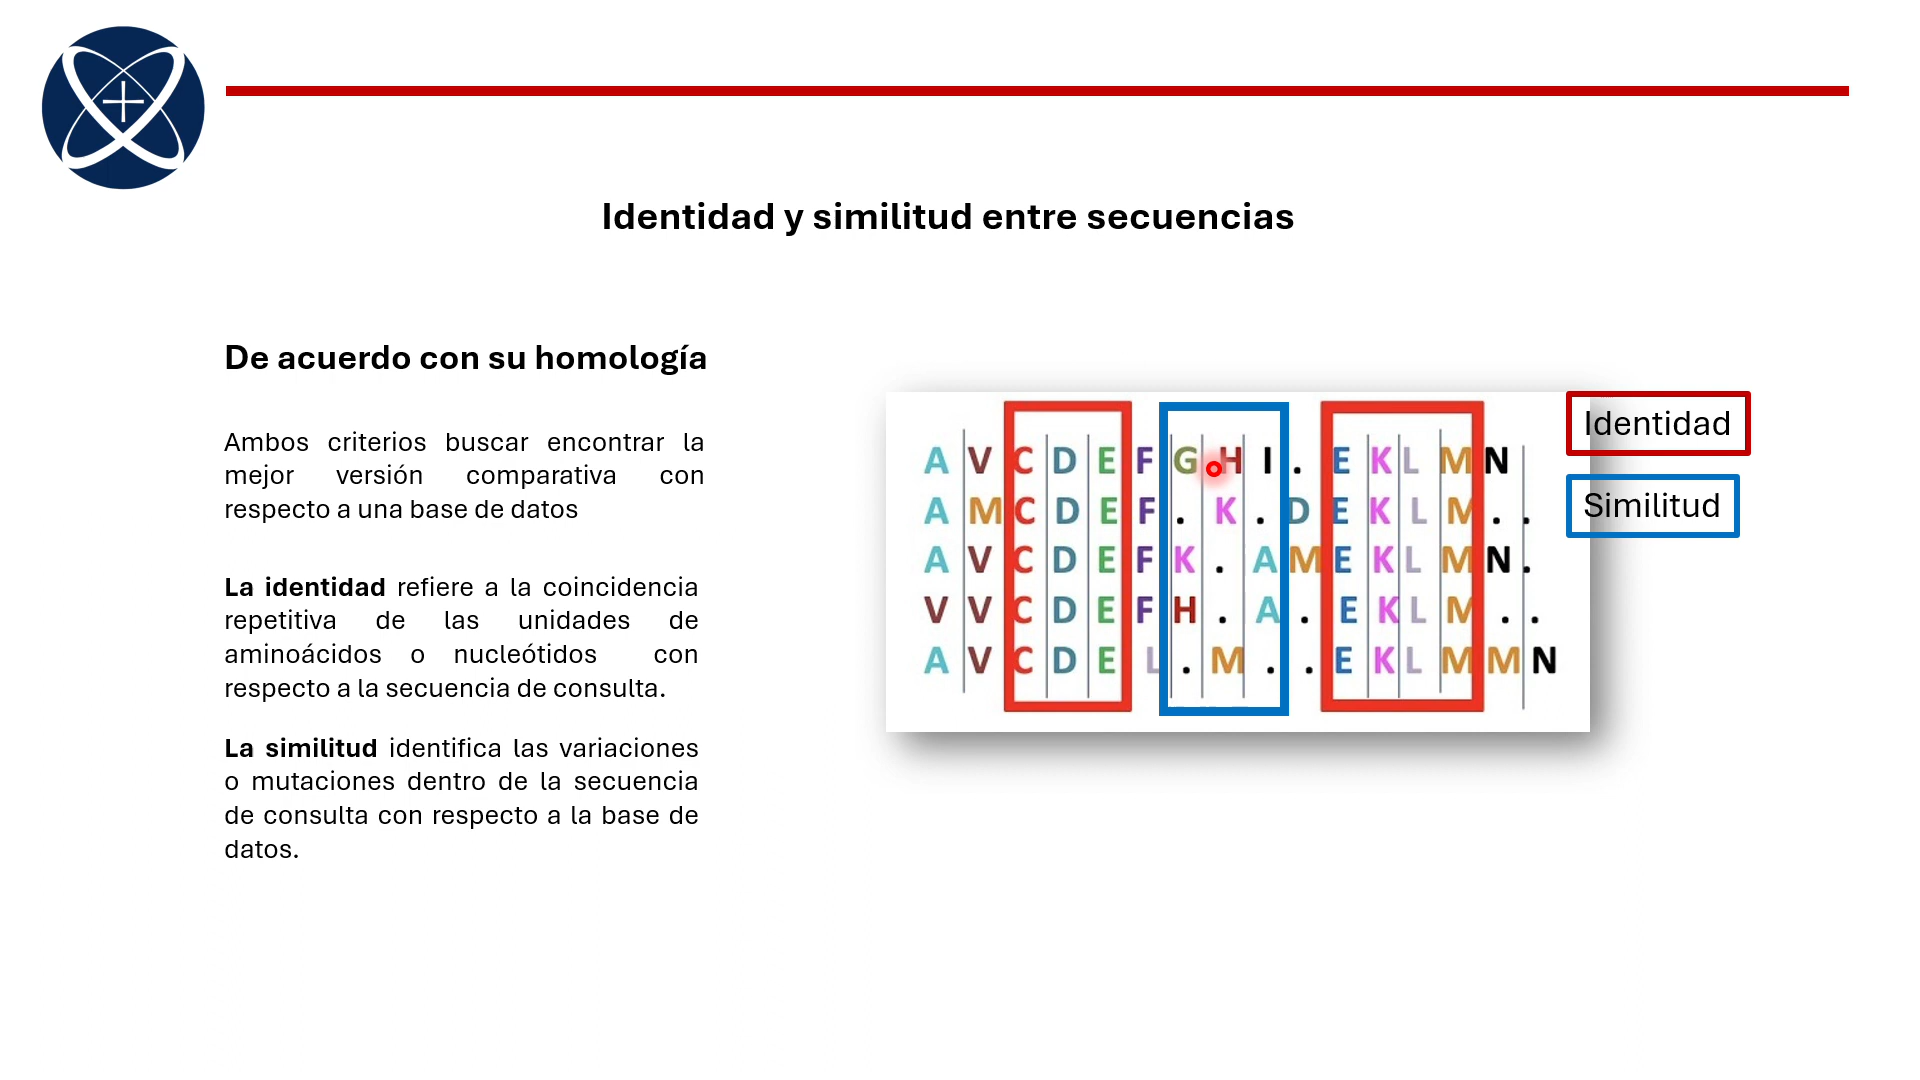 Identidad y similitud entre secuencias
De acuerdo con su homología
Ambos criterios buscar encontrar la
mejor versión comparativa con
respecto a una base de datos
La identidad refiere a la coincidencia
repetitiva de las unidades de
aminoácidos o nucleótidos con
respecto a la secuencia de consulta.
La similitud identifica las variaciones
o mutaciones dentro de la secuencia
de consulta con respecto a la base de
datos.
A V C D E F G H I . E K L M N
A M C D E F . K . D E K L M . .
A V C D E F K . A M E K L M N .
V V C D E F H . A . E K L M . .
A V C D E L . M . . E K L M M N
Identidad
Similitud